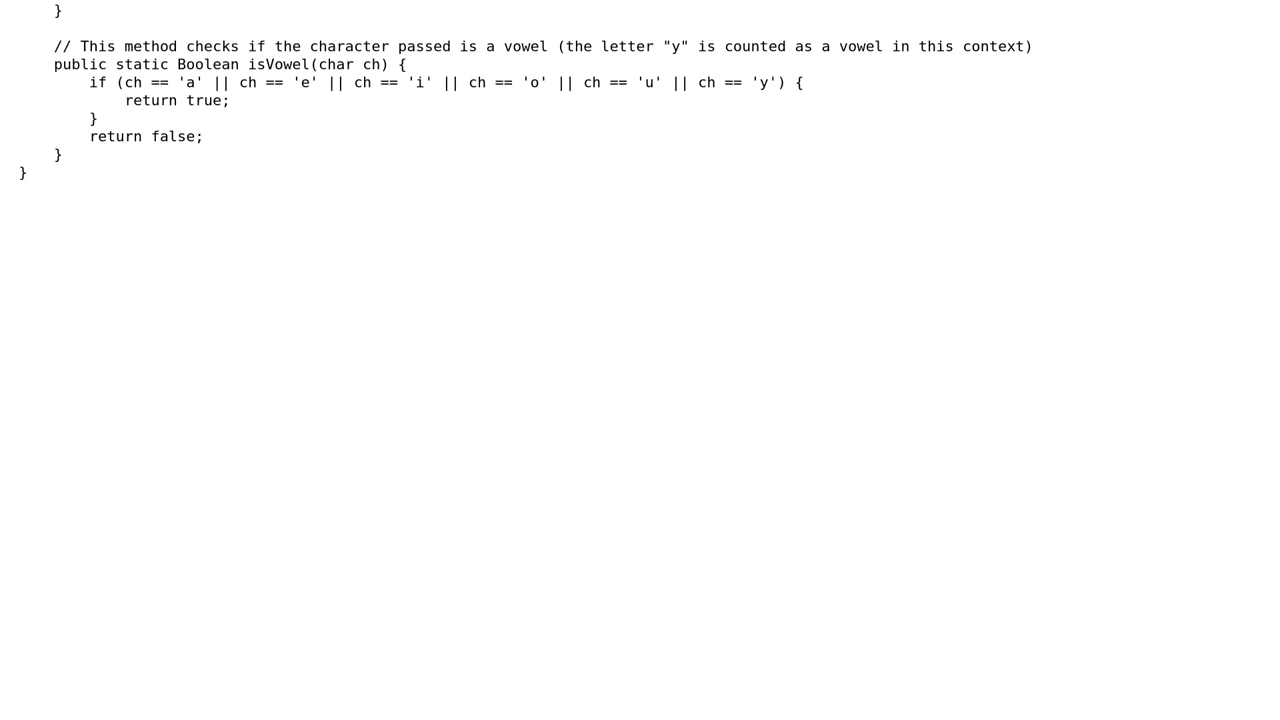 }

    // This method checks if the character passed is a vowel (the letter "y" is counted as a vowel in this context)
    public static Boolean isVowel(char ch) {
        if (ch == 'a' || ch == 'e' || ch == 'i' || ch == 'o' || ch == 'u' || ch == 'y') {
            return true;
        }
        return false;
    }
}